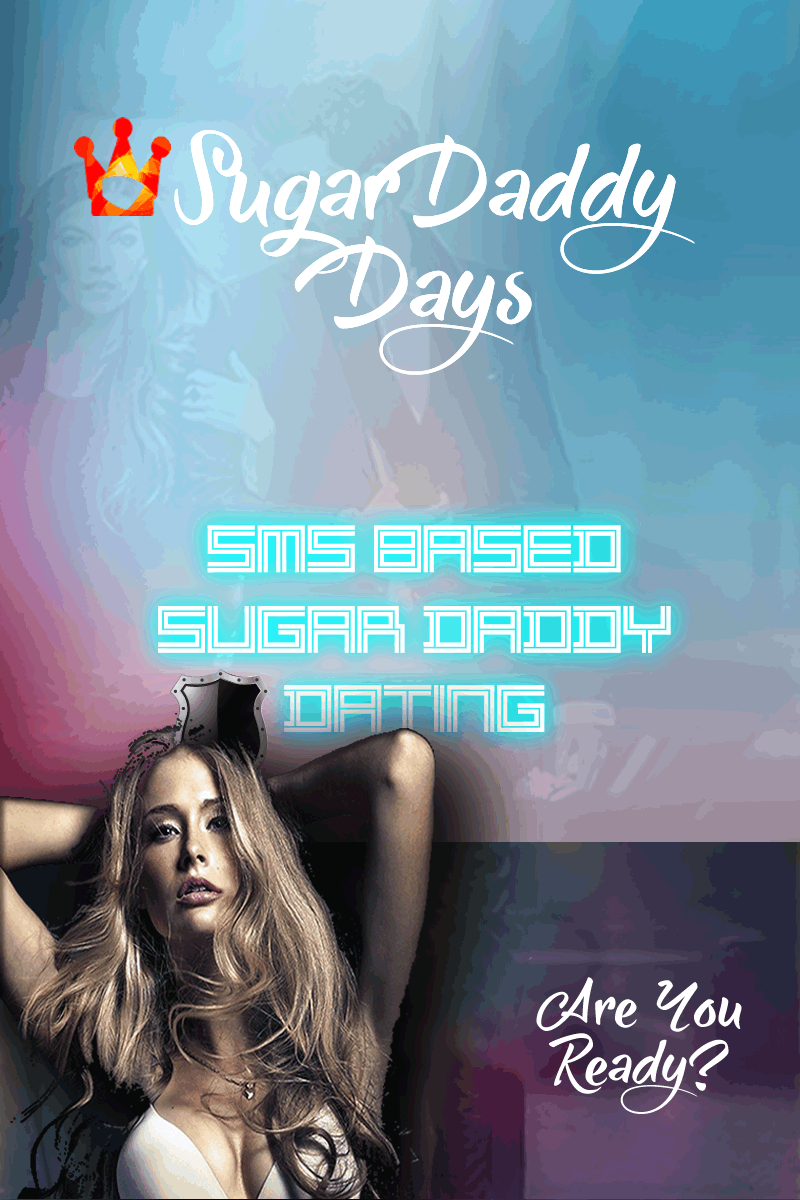 Sugar Daddy
Days
SMS BASED
SUGAR DADDY
DATING
Are You
Ready?